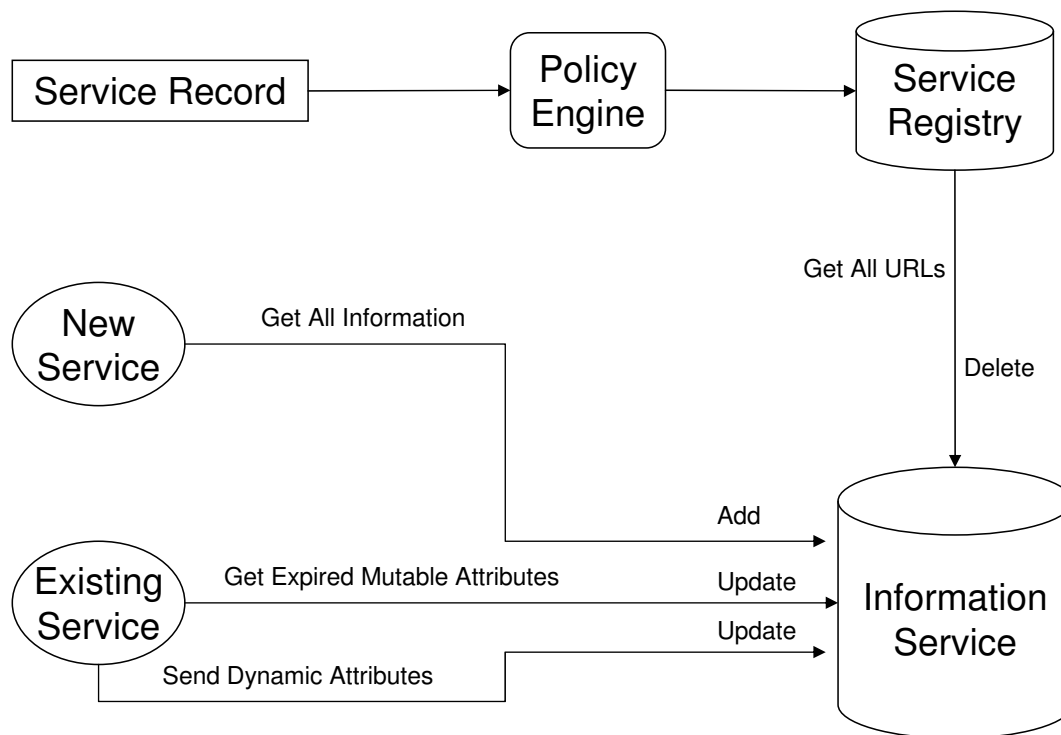 Service Record
Policy
Engine
Service
Registry
Get All URLs
New
Service
Get All Information
Delete
Add
Existing
Service
Get Expired Mutable Attributes
Update
Information
Service
Update
Send Dynamic Attributes